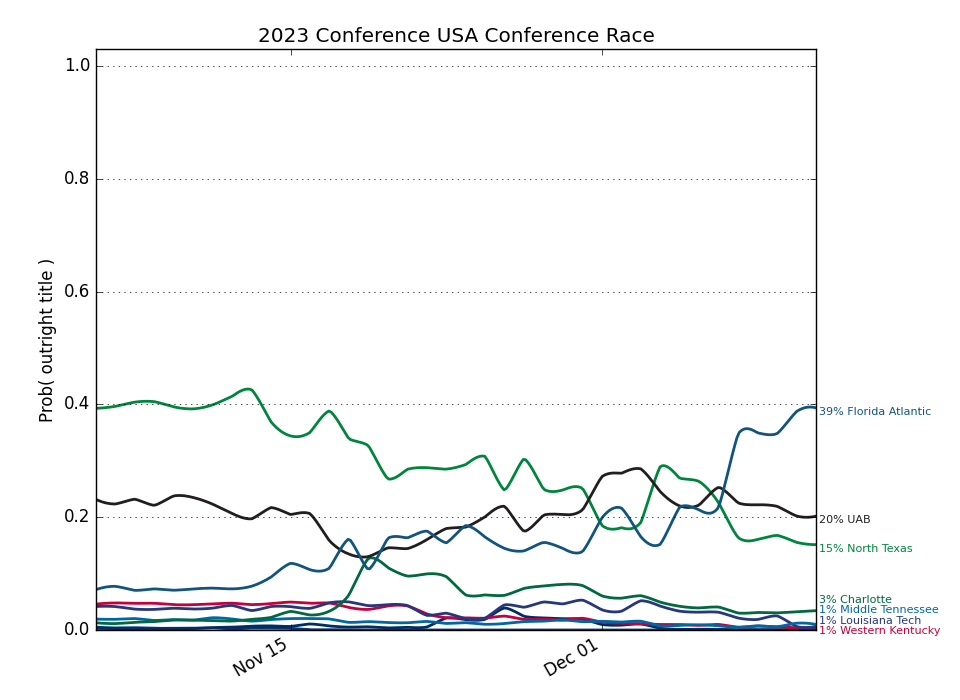 2023 Conference USA Conference Race
1.0
0.8
0.6
0.4
0.2
0.0
Prob( outright title )
Nov 15
Dec 01
39% Florida Atlantic
20% UAB
15% North Texas
3% Charlotte
1% Middle Tennessee
1% Louisiana Tech
1% Western Kentucky